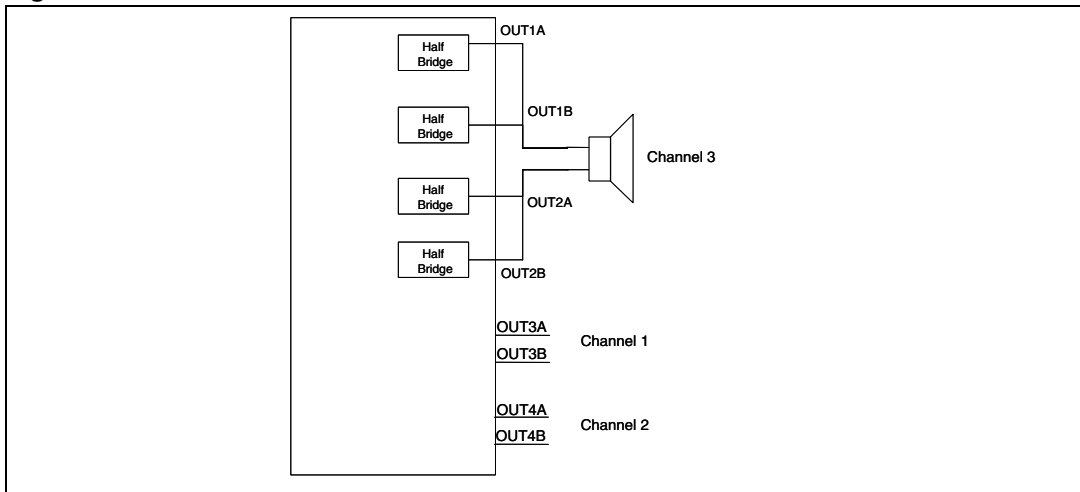 OUT1A
Half
Bridge
OUT1B
Half
Bridge
Channel 3
Half
Bridge
OUT2A
Half
Bridge
OUT2B
OUT3A
Channel 1
OUT3B
OUT4A
Channel 2
OUT4B